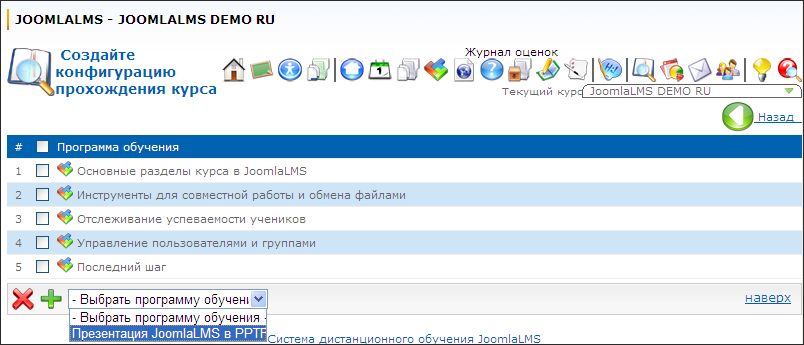 JOOMLALMS - JOOMLALMS DEMO RU
Создайте
конфигурацию
прохождения курса
Журнал оценок
Текущий курс
JoomlaLMS DEMO RU
Назад
# Программа обучения
1 Основные разделы курса в JoomlaLMS
2 Инструменты для совместной работы и обмена файлами
3 Отслеживание успеваемости учеников
4 Управление пользователями и группами
5 Последний шаг
- Выбрать программу обучени
наверх
- Выбрать программу обучения -
Презентация JoomlaLMS в PPTF
Система дистанционного обучения JoomlaLMS